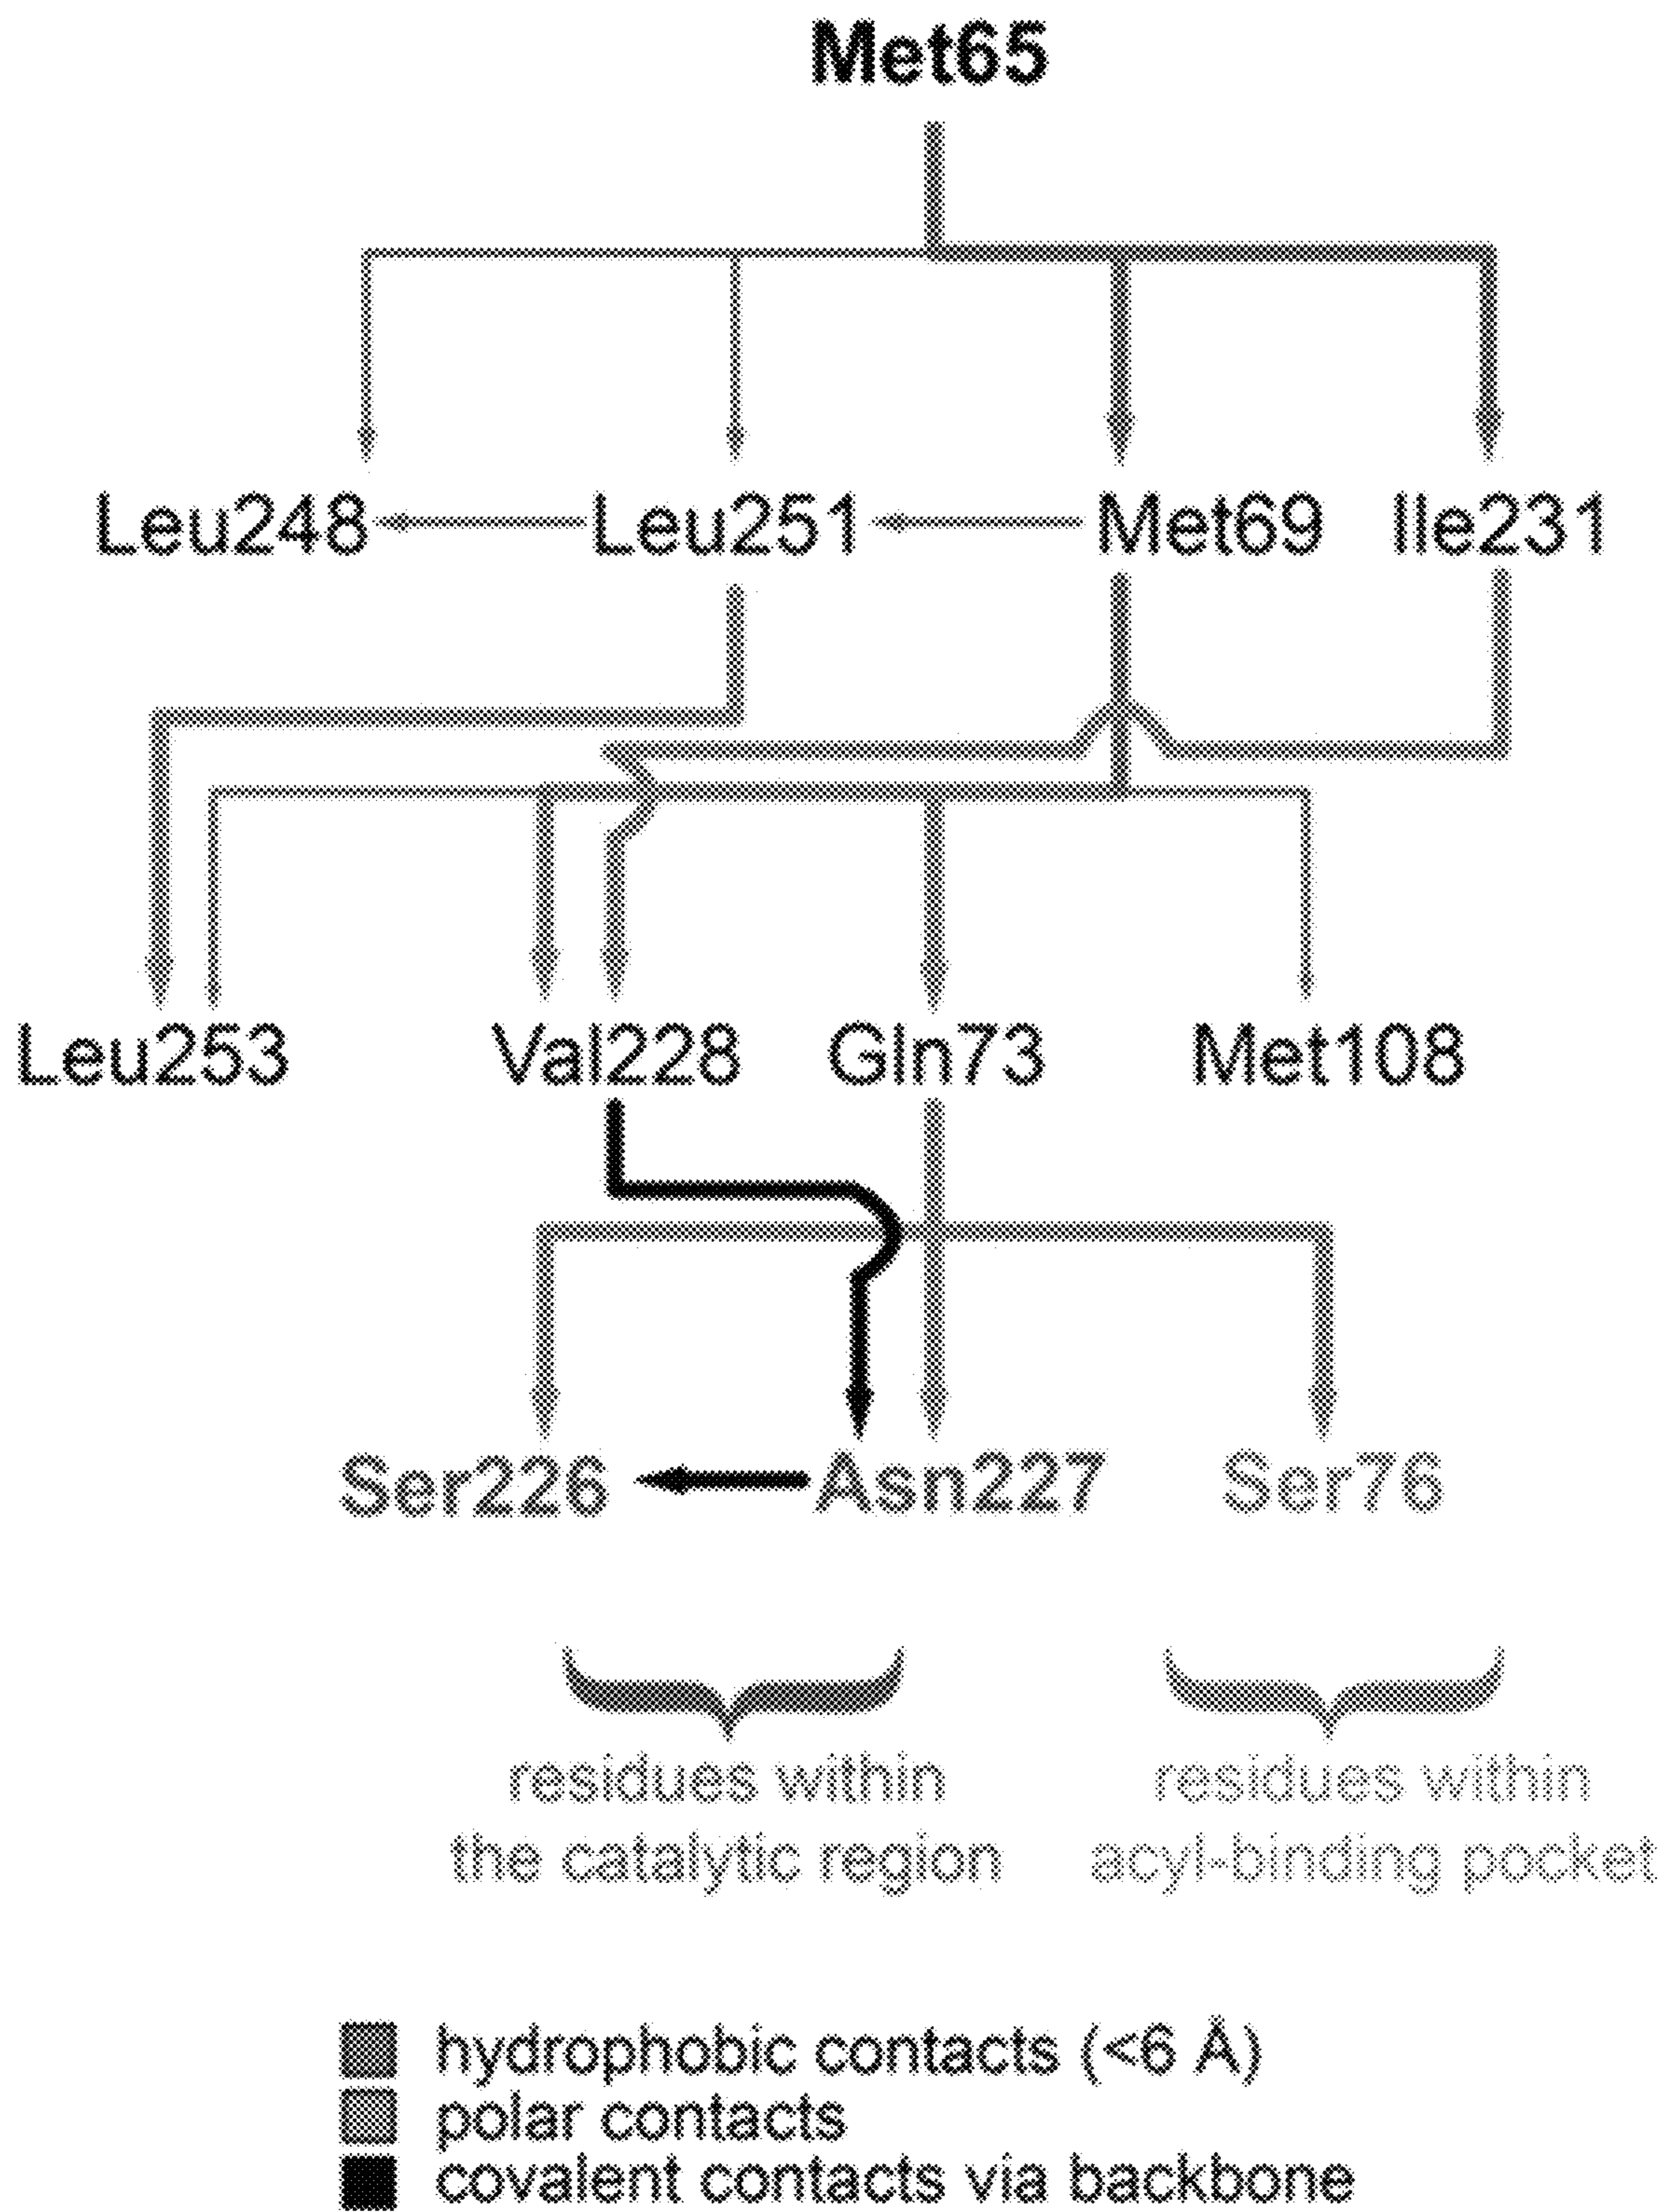 Met65
Leu248 Leu251 Met69 Ile231
Leu253 Val228 Gln73 Met108
Ser226 Asn227 Ser76
residues within
the catalytic region
residues within
acyl-binding pocket
hydrophobic contacts (<6 Å)
polar contacts
covalent contacts via backbone